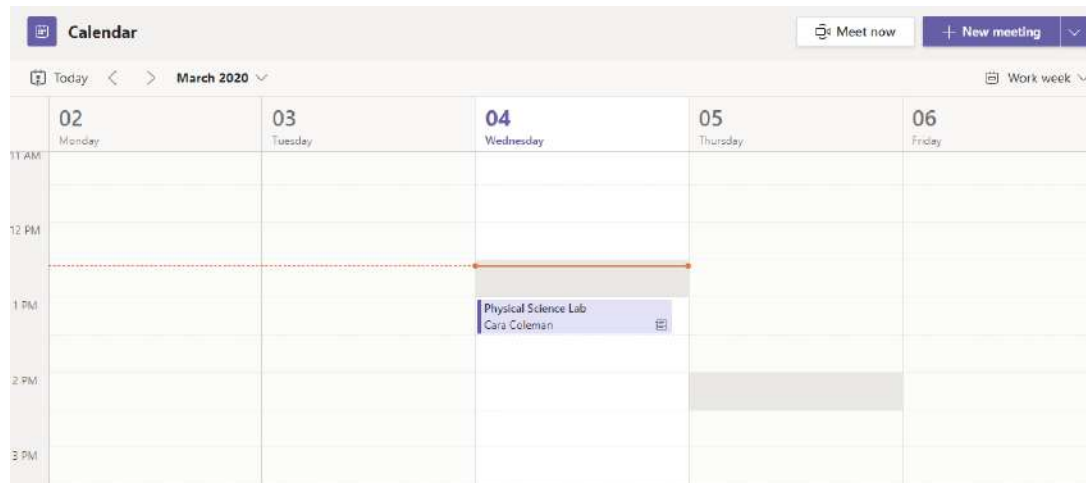 Calendar
Meet now
New meeting
Today
March 2020
Work week
02
Monday
03
Tuesday
04
Wednesday
05
Thursday
06
Friday
11 AM
12 PM
1 PM
Physical Science Lab
Cara Coleman
2 PM
3 PM